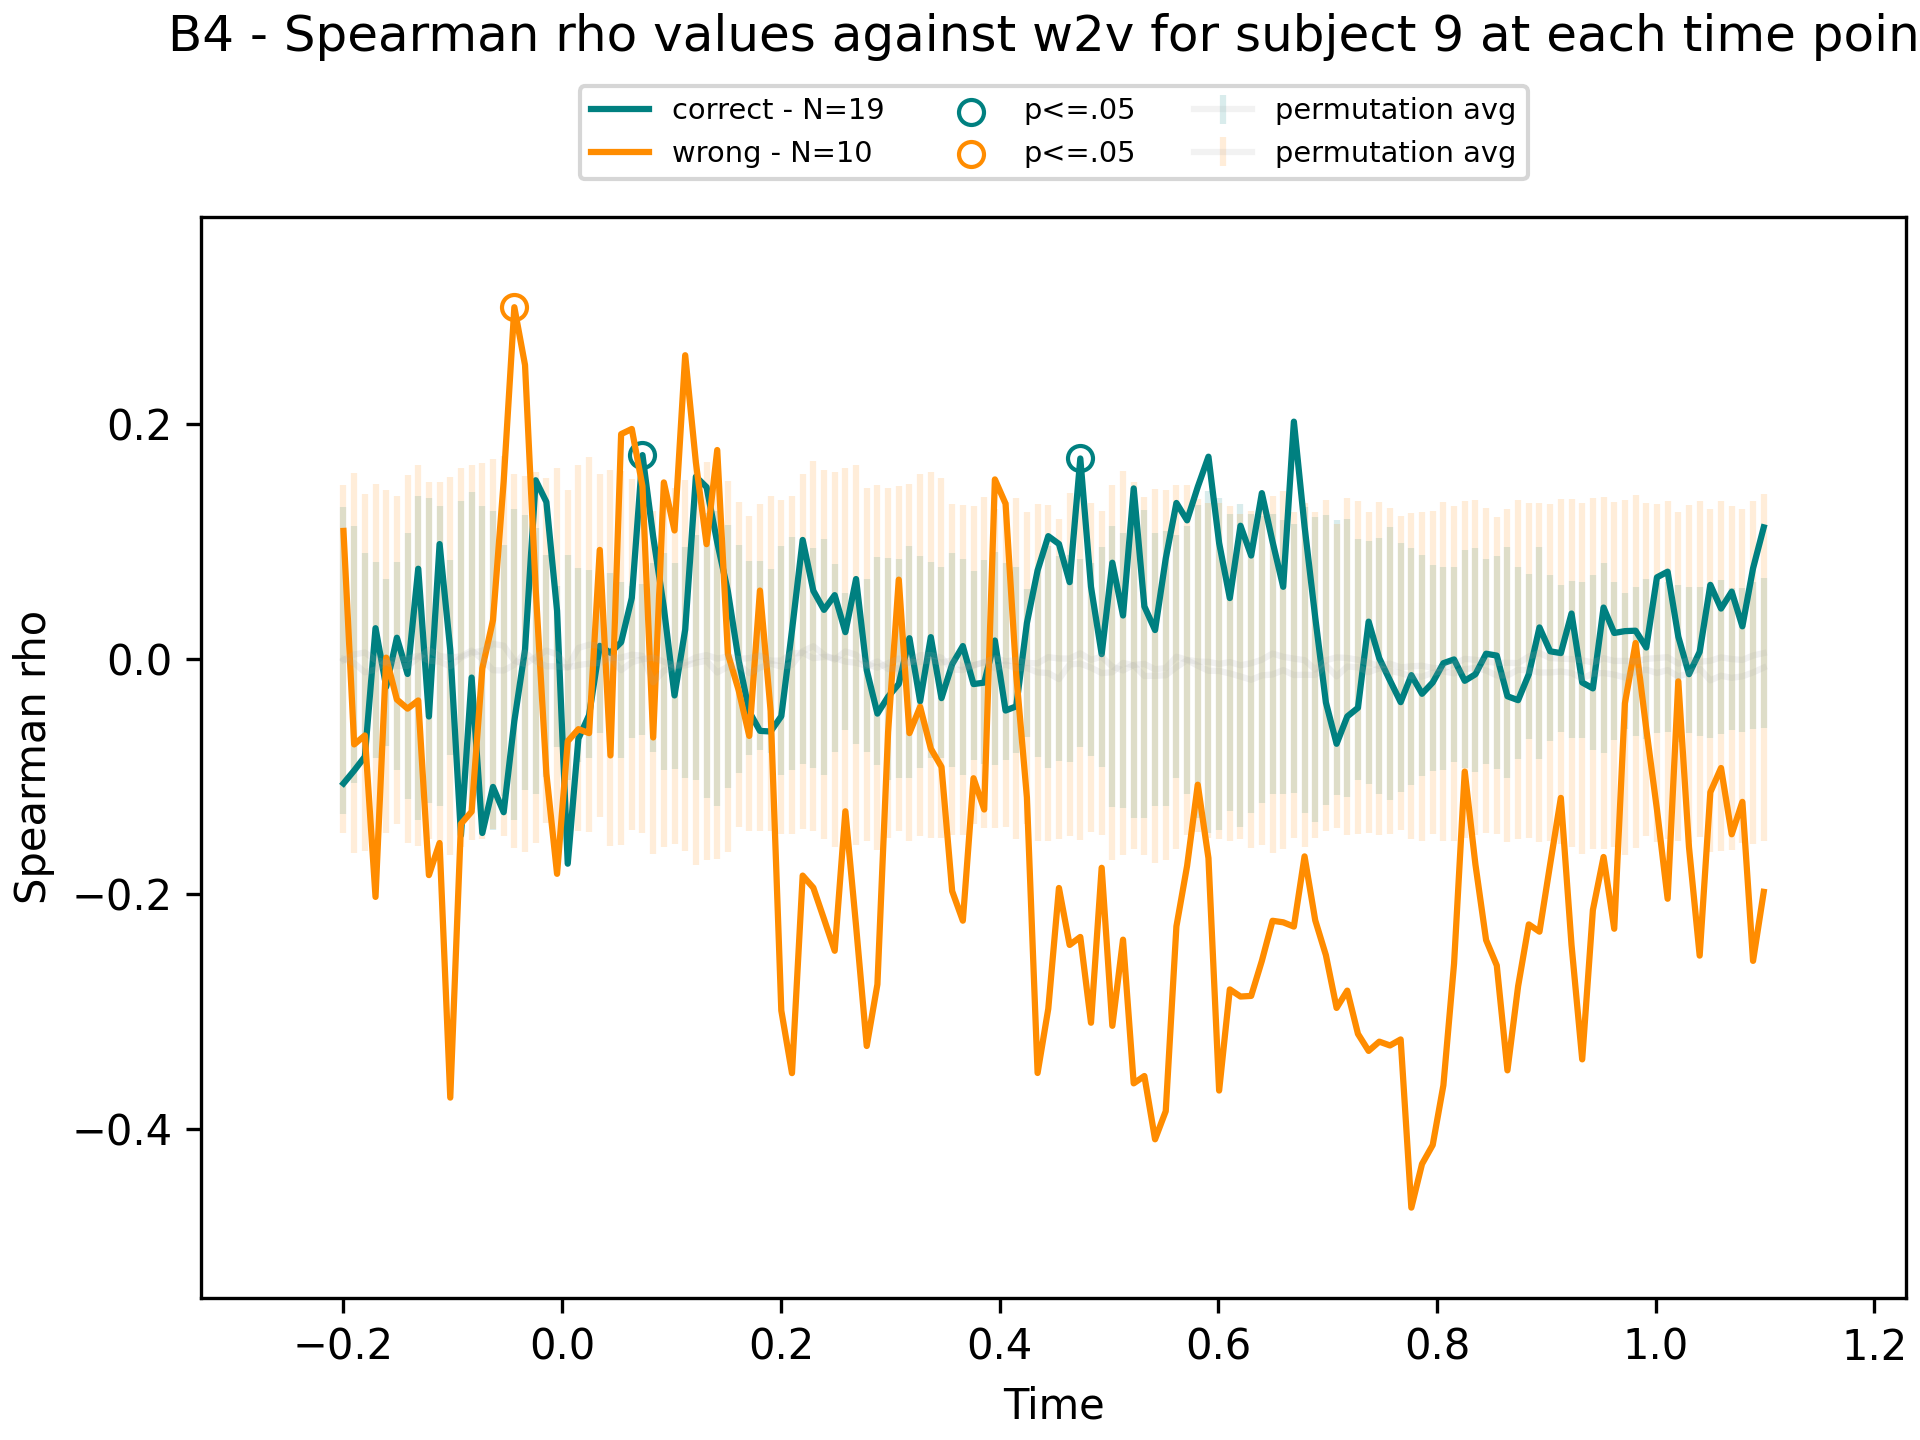 B4 - Spearman rho values against w2v for subject 9 at each time poin
correct - N=19
wrong - N=10
p<=.05
p<=.05
permutation avg
permutation avg
Spearman rho
0.2
0.0
−0.2
−0.4
−0.2 0.0 0.2 0.4 0.6 0.8 1.0 1.2
Time